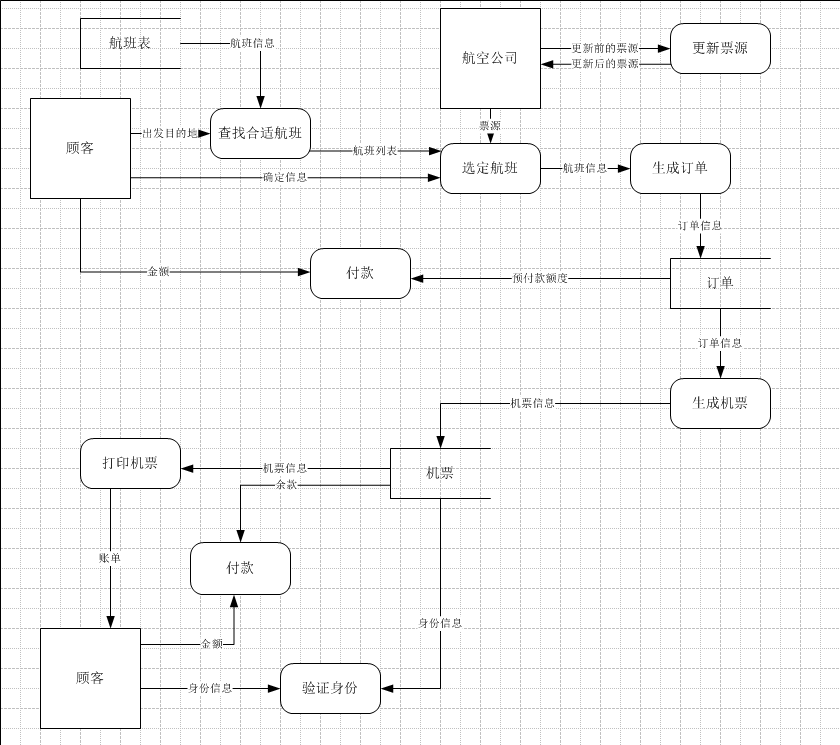 航班表
航班信息
航空公司
更新前的票源
更新后的票源
更新票源
顾客
出发目的地
查找合适航班
票源
航班列表
确定信息
选定航班
航班信息
生成订单
订单信息
金额
付款
预付款额度
订单
订单信息
生成机票
机票信息
打印机票
机票信息
余款
机票
账单
付款
身份信息
金额
顾客
身份信息
验证身份